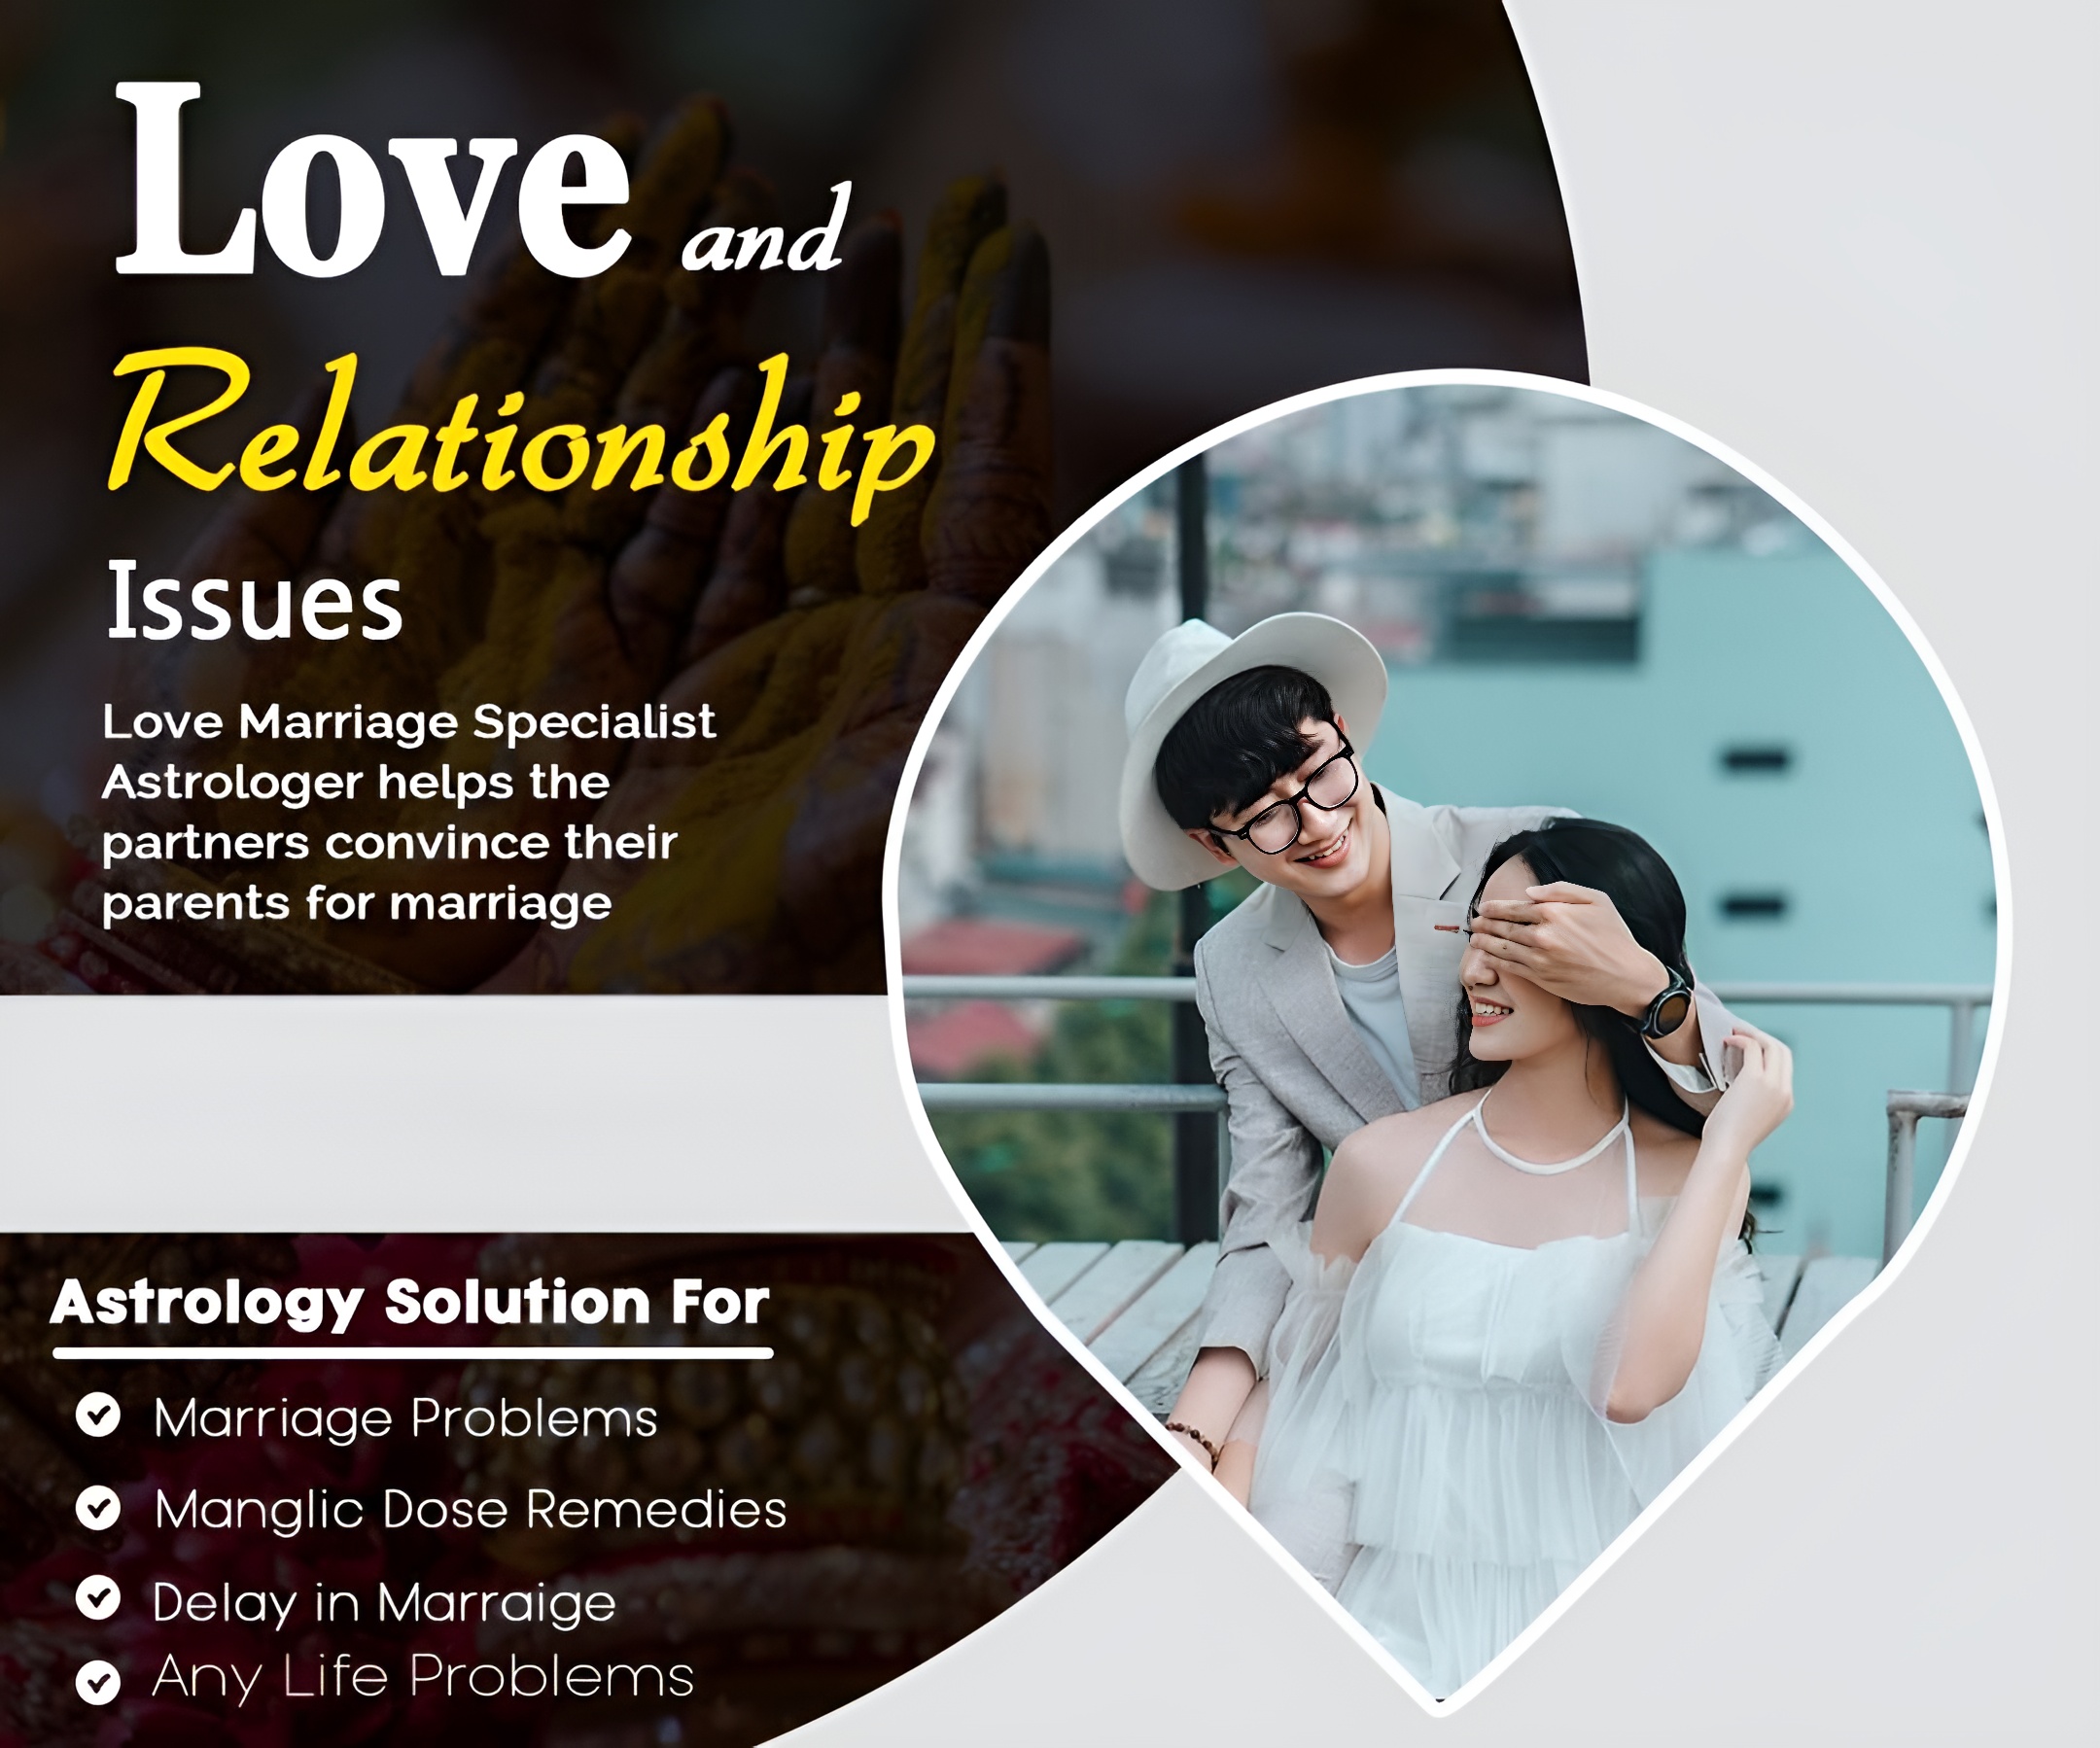 Love and
Relationship
Issues
Love Marriage Specialist
Astrologer helps the
partners convince their
parents for marriage
Astrology Solution For
Marriage Problems
Manglic Dose Remedies
Delay in Marraige
Any Life Problems